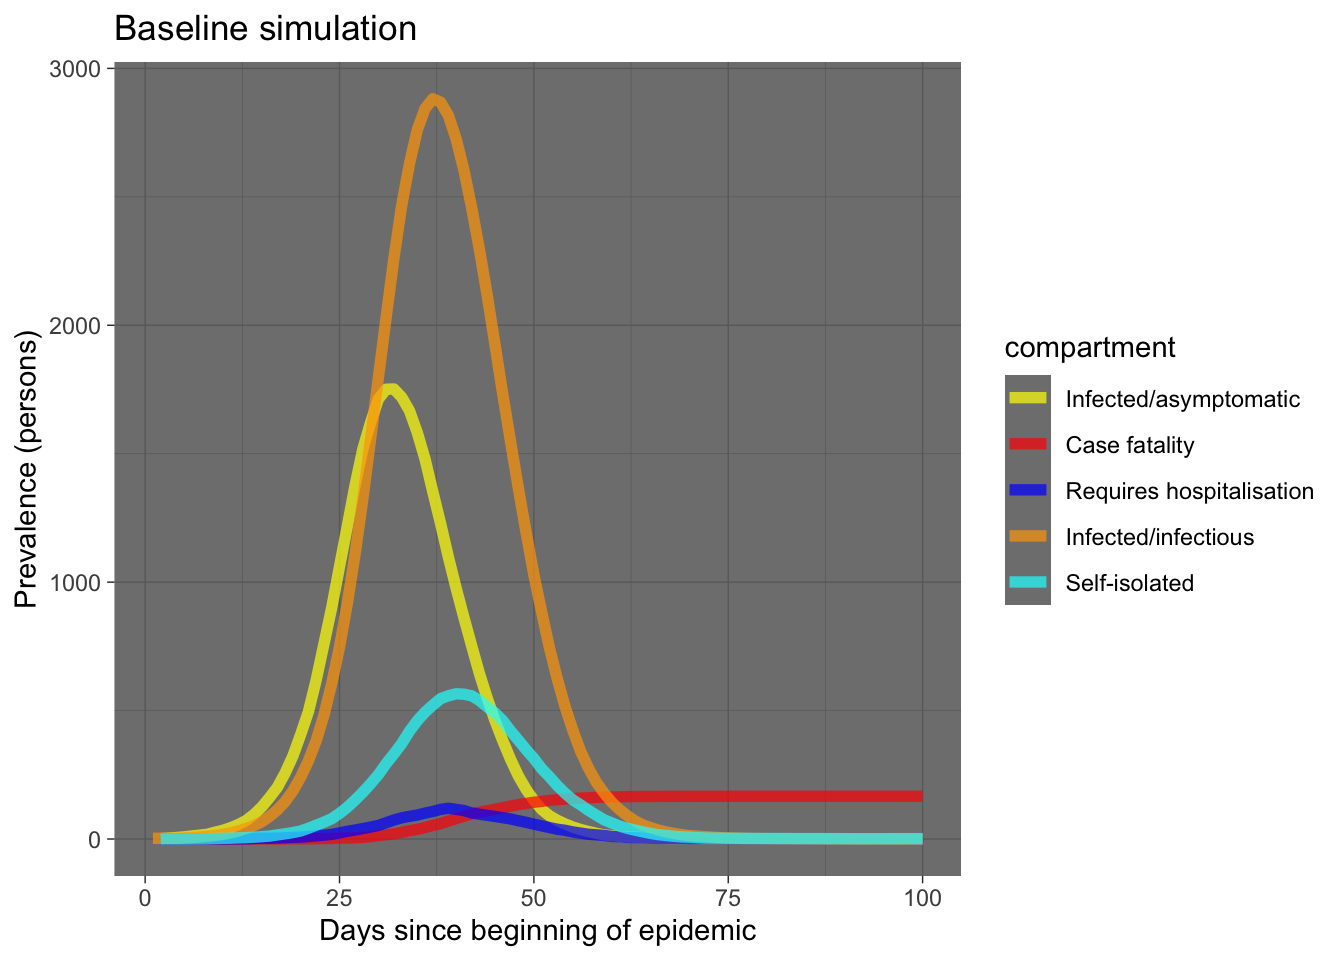 Baseline simulation
3000
2000
1000
0
Prevalence (persons)
0 25 50 75 100
Days since beginning of epidemic
compartment
Infected/asymptomatic
Case fatality
Requires hospitalisation
Infected/infectious
Self-isolated